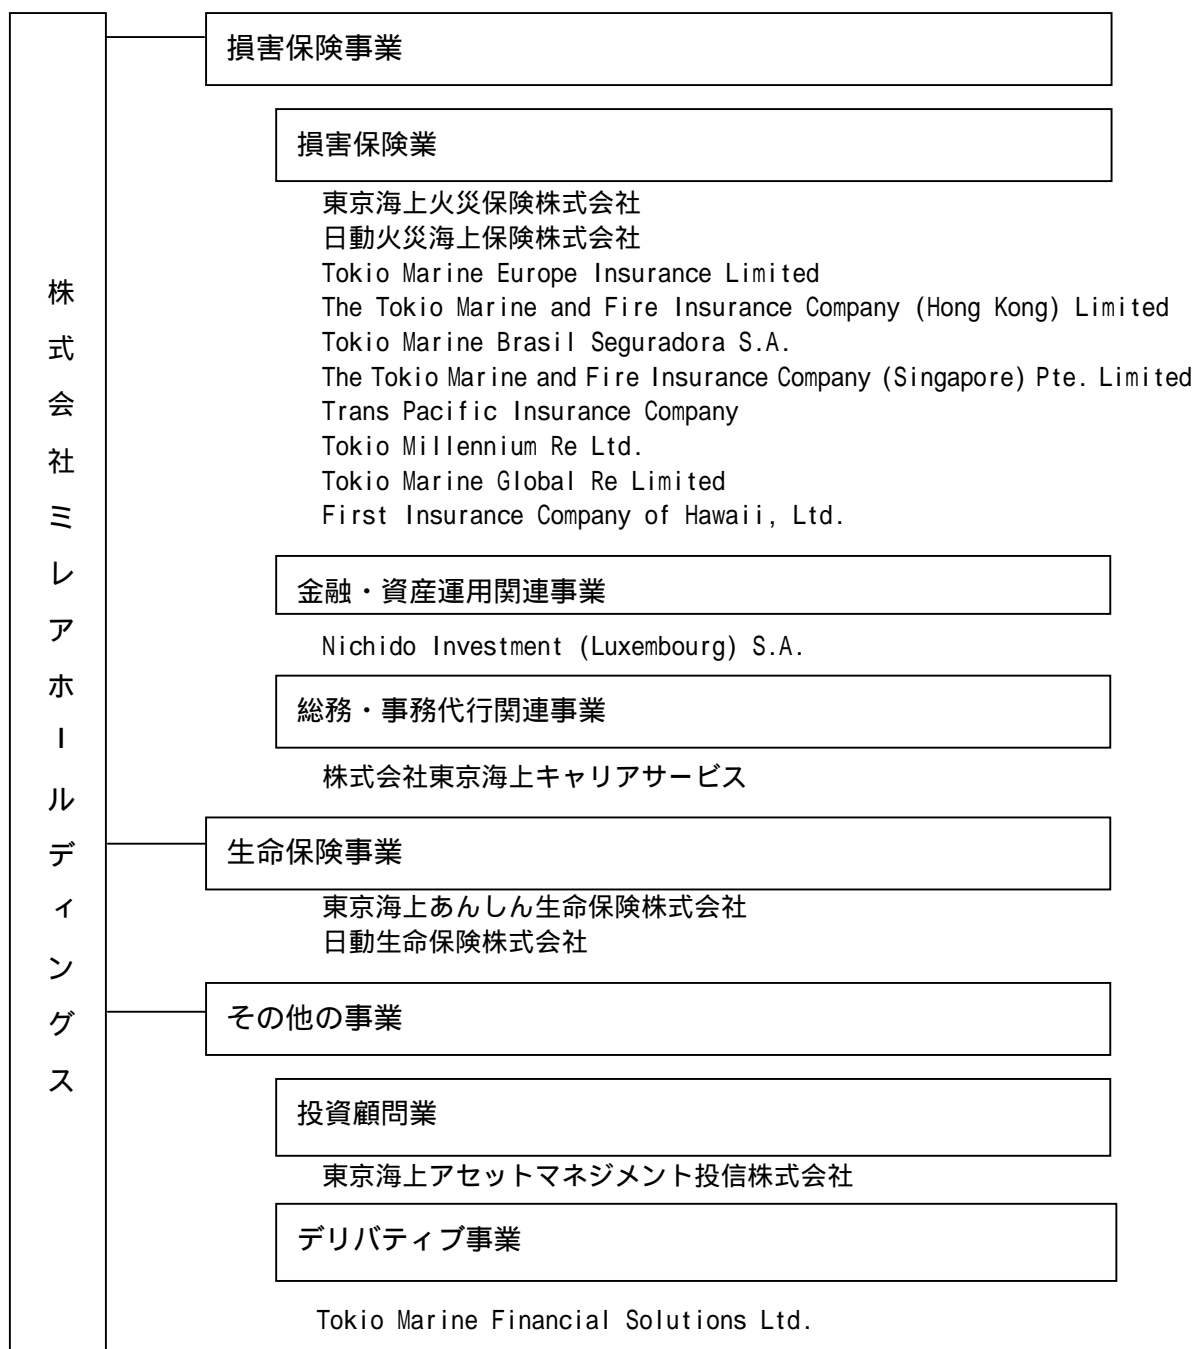 株式会社ミレアホールディングス
損害保険事業
損害保険業
東京海上火災保険株式会社
日動火災海上保険株式会社
Tokio Marine Europe Insurance Limited
The Tokio Marine and Fire Insurance Company (Hong Kong) Limited
Tokio Marine Brasil Seguradora S.A.
The Tokio Marine and Fire Insurance Company (Singapore) Pte. Limited
Trans Pacific Insurance Company
Tokio Millennium Re Ltd.
Tokio Marine Global Re Limited
First Insurance Company of Hawaii, Ltd.
金融・資産運用関連事業
Nichido Investment (Luxembourg) S.A.
総務・事務代行関連事業
株式会社東京海上キャリアサービス
生命保険事業
東京海上あんしん生命保険株式会社
日動生命保険株式会社
その他の事業
投資顧問業
東京海上アセットマネジメント投信株式会社
デリバティブ事業
Tokio Marine Financial Solutions Ltd.